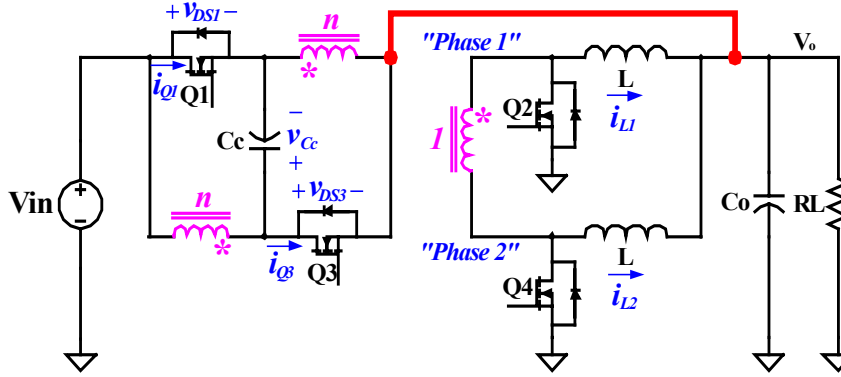 + vDS1 −
n
"Phase 1"
Vo
*
iQ1
Q1
L
Q2
iL1
Cc
−
vCc
+
1
*
n
+ vDS3 −
Vin
+
−
Co
RL
*
"Phase 2"
iQ3
Q3
L
Q4
iL2